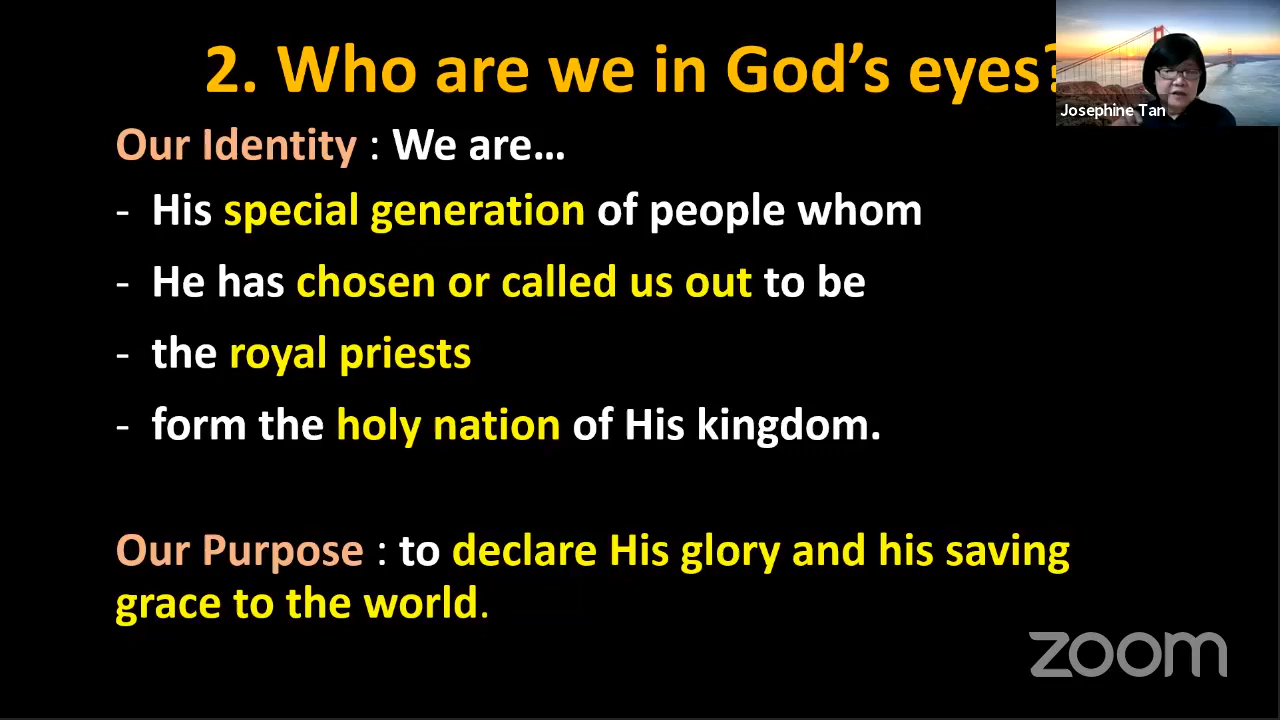 2. Who are we in God’s eyes?
Josephine Tan
Our Identity : We are…
- His special generation of people whom
- He has chosen or called us out to be
- the royal priests
- form the holy nation of His kingdom.
Our Purpose : to declare His glory and his saving
grace to the world.
zoom